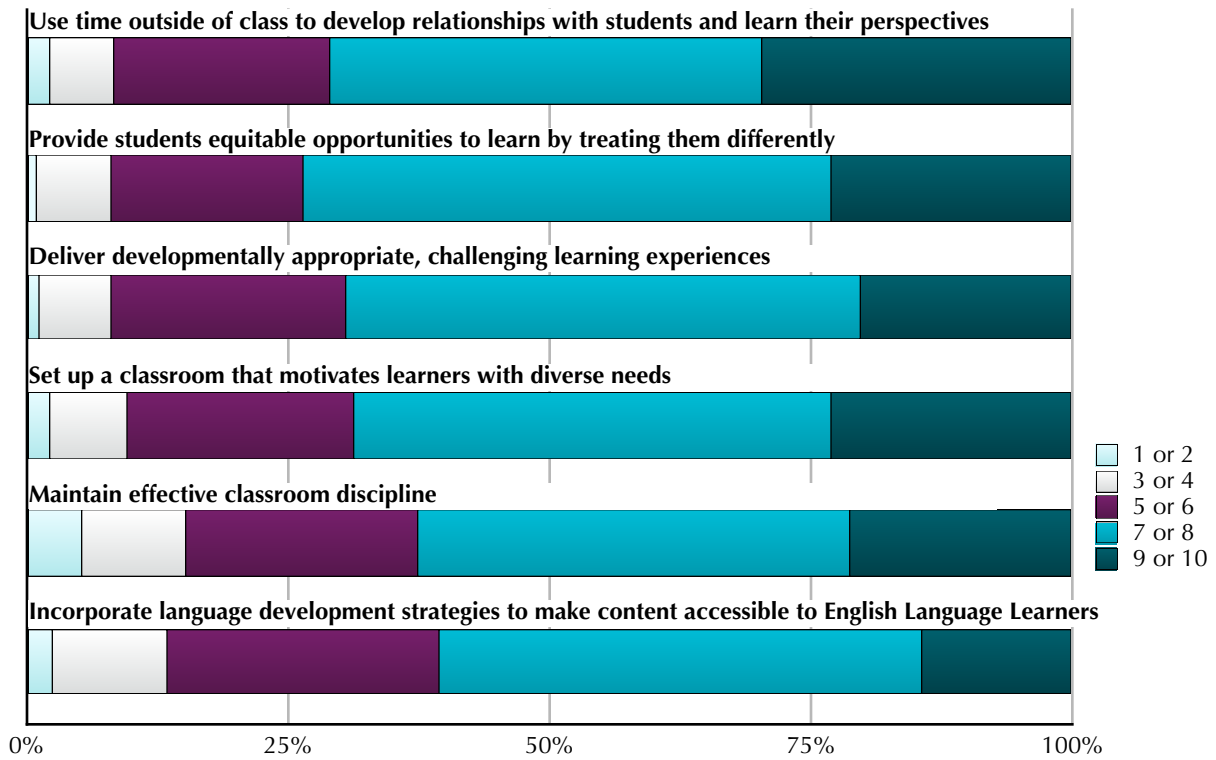 Use time outside of class to develop relationships with students and learn their perspectives
Provide students equitable opportunities to learn by treating them differently
Deliver developmentally appropriate, challenging learning experiences
Set up a classroom that motivates learners with diverse needs
Maintain effective classroom discipline
Incorporate language development strategies to make content accessible to English Language Learners
0% 25% 50% 75% 100%
1 or 2
3 or 4
5 or 6
7 or 8
9 or 10